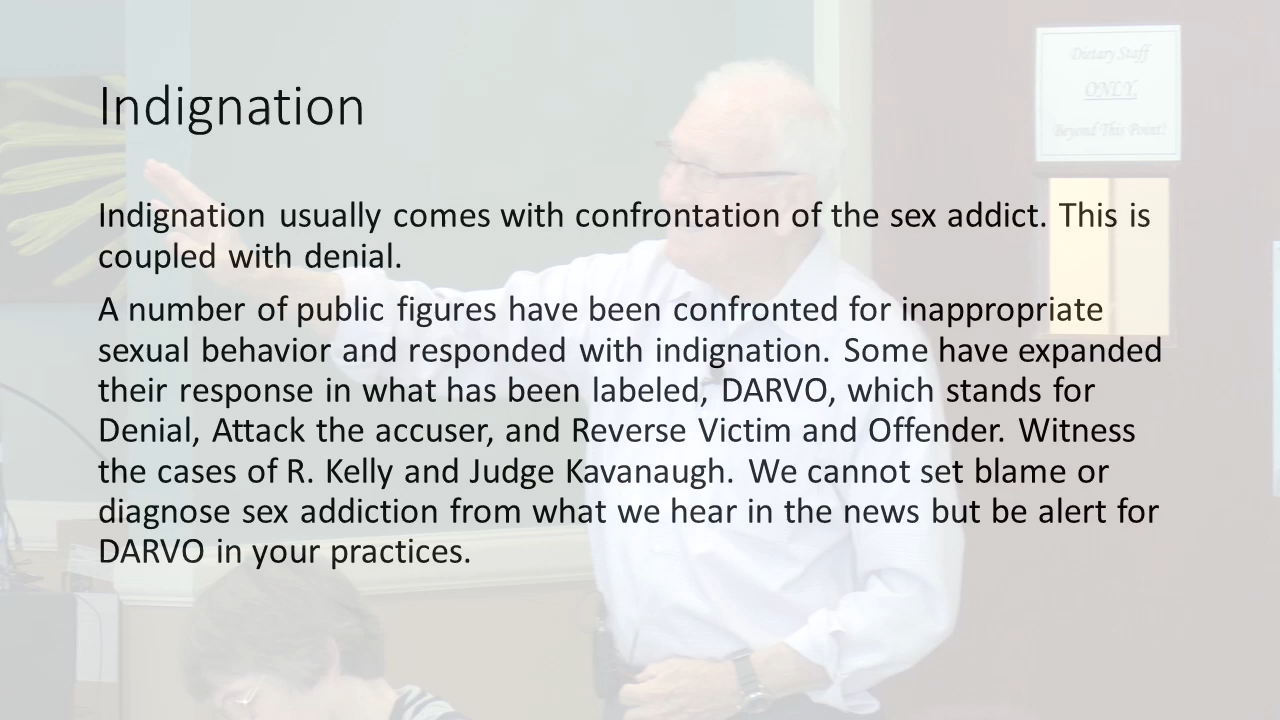 Dietary Staff
ONLY,
Beyond This Point!
Indignation
Indignation usually comes with confrontation of the sex addict. This is
coupled with denial.
A number of public figures have been confronted for inappropriate
sexual behavior and responded with indignation. Some have expanded
their response in what has been labeled, DARVO, which stands for
Denial, Attack the accuser, and Reverse Victim and Offender. Witness
the cases of R. Kelly and Judge Kavanaugh. We cannot set blame or
diagnose sex addiction from what we hear in the news but be alert for
DARVO in your practices.